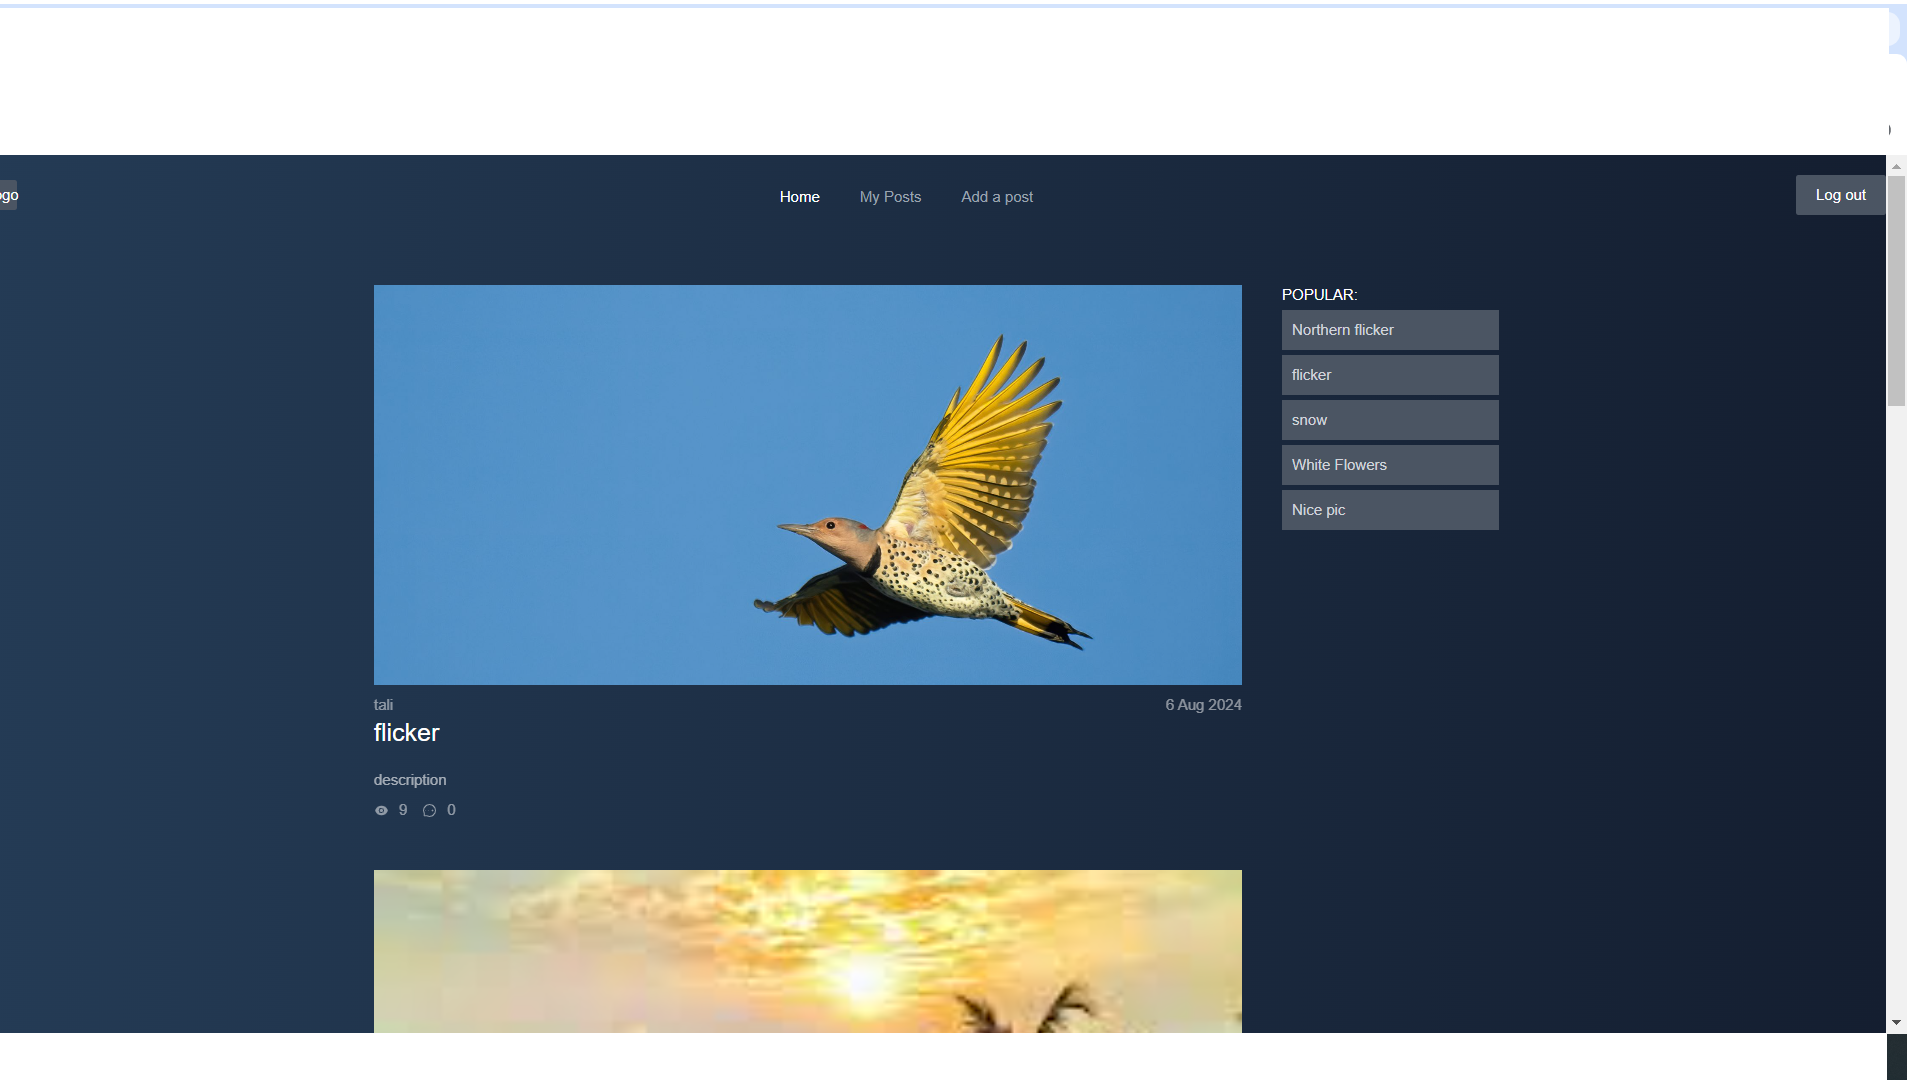 ogo
Home
My Posts
Add a post
Log out
POPULAR:
Northern flicker
flicker
snow
White Flowers
Nice pic
tali
6 Aug 2024
flicker
description
9
0